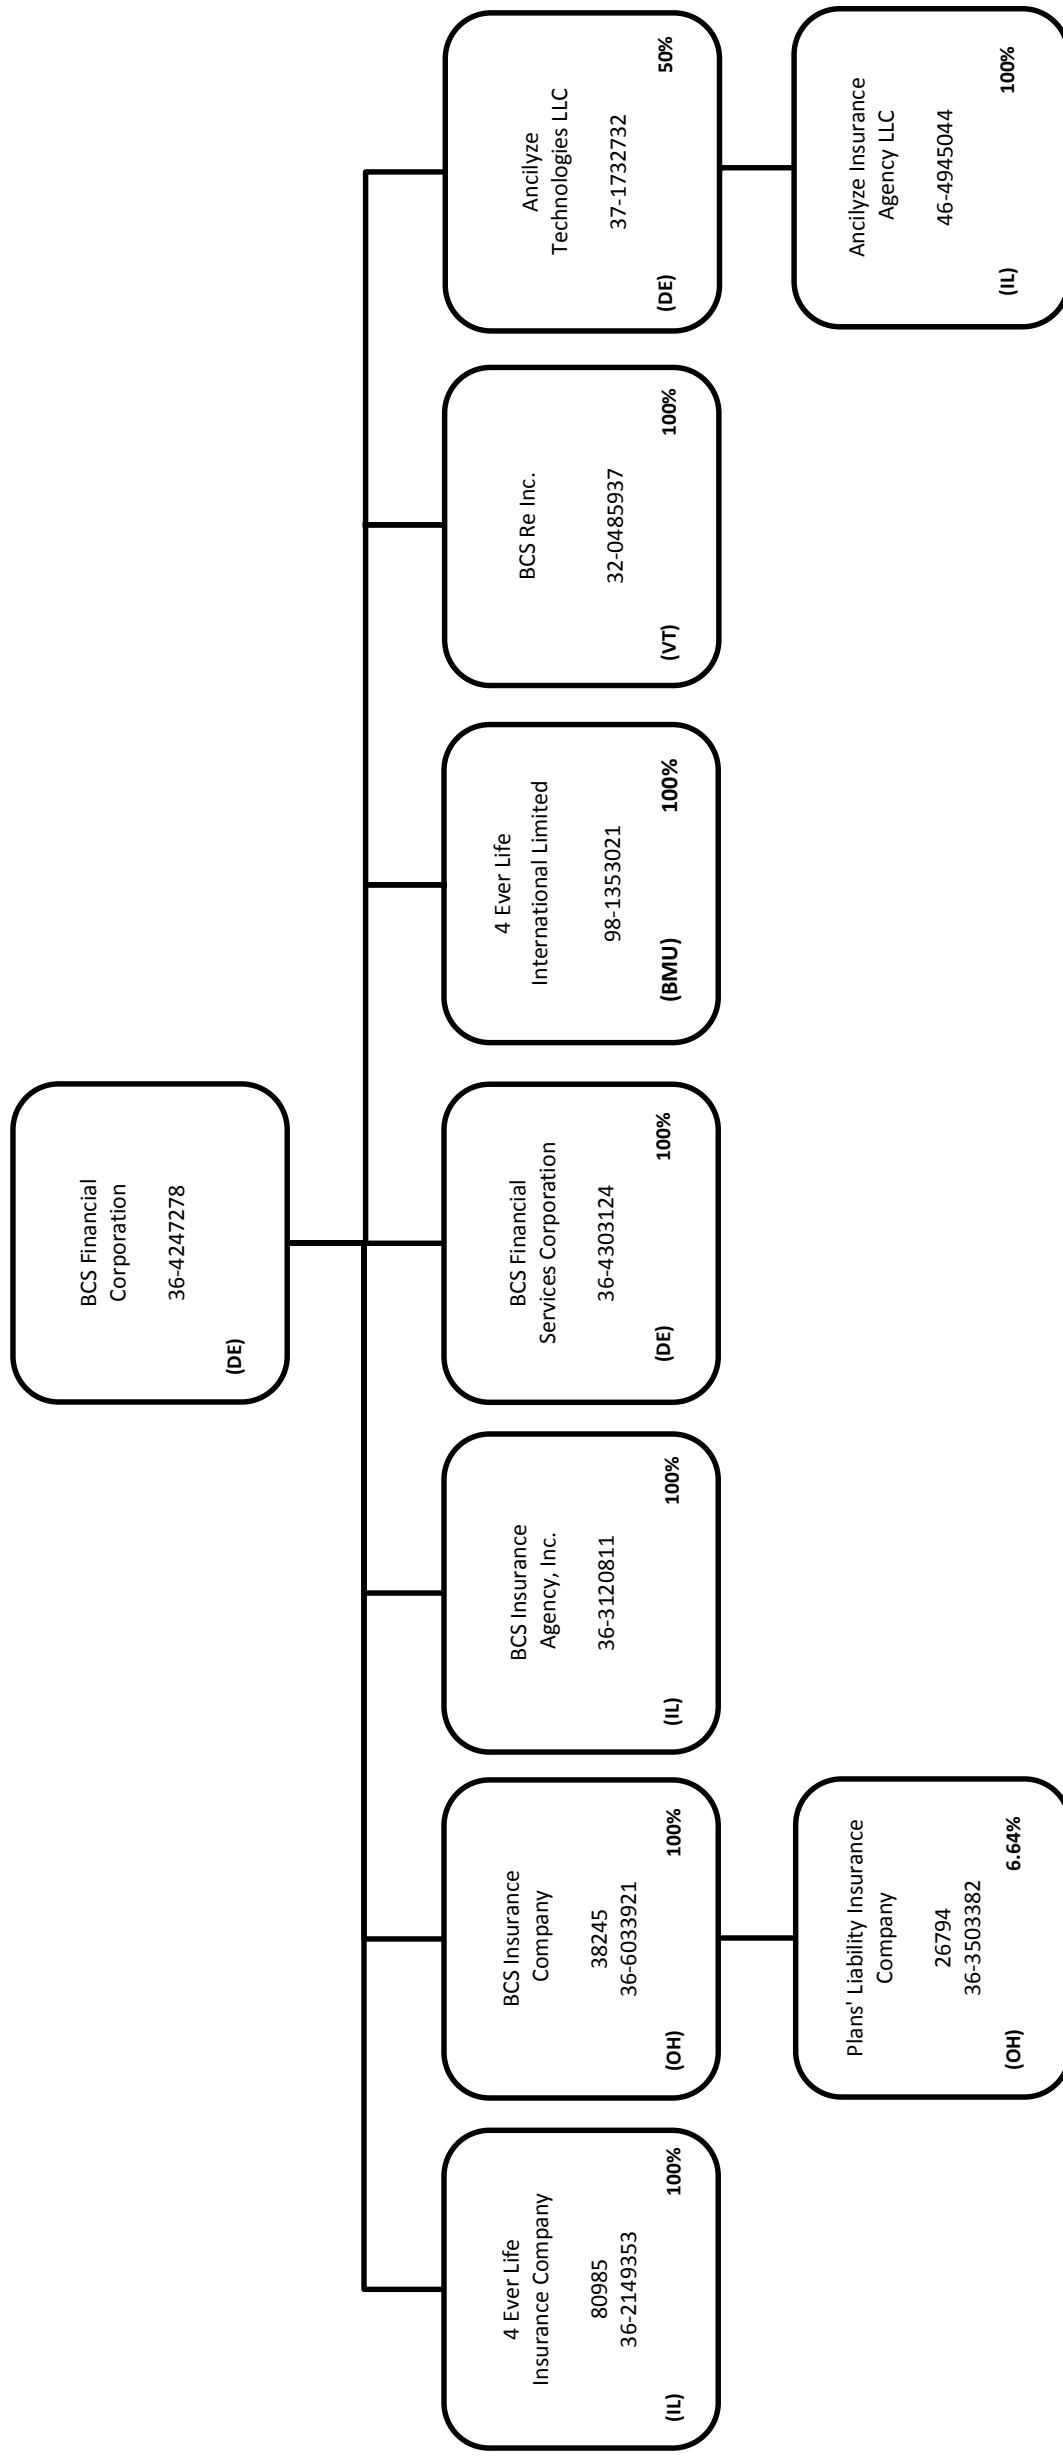 BCS Financial
Corporation
36-4247278
(DE)
4 Ever Life
Insurance Company
80985
36-2149353
(IL)
100%
BCS Insurance
Company
38245
36-6033921
(OH)
100%
BCS Insurance
Agency, Inc.
36-3120811
(IL)
100%
BCS Financial
Services Corporation
36-4303124
(DE)
100%
4 Ever Life
International Limited
98-1353021
(BMU)
100%
BCS Re Inc.
32-0485937
(VT)
100%
Ancilyze
Technologies LLC
37-1732732
(DE)
50%
Plans' Liability Insurance
Company
26794
36-3503382
(OH)
6.64%
Ancilyze Insurance
Agency LLC
46-4945044
(IL)
100%